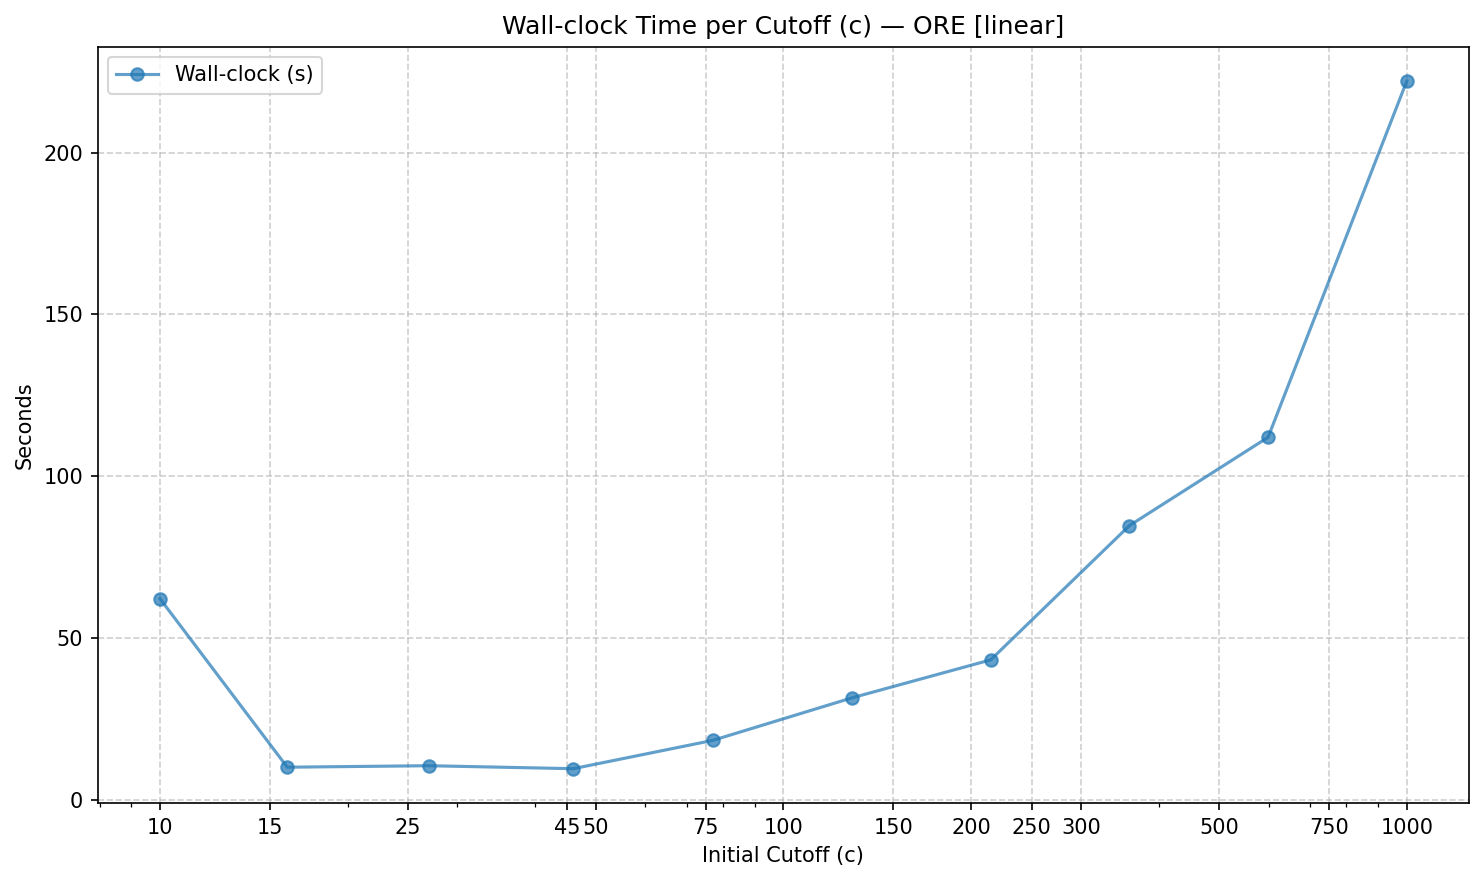 Wall-clock Time per Cutoff (c) — ORE [linear]
Wall-clock (s)
Seconds
200
150
100
50
0
10 15 25 45 50 75 100 150 200 250 300 500 750 1000
Initial Cutoff (c)